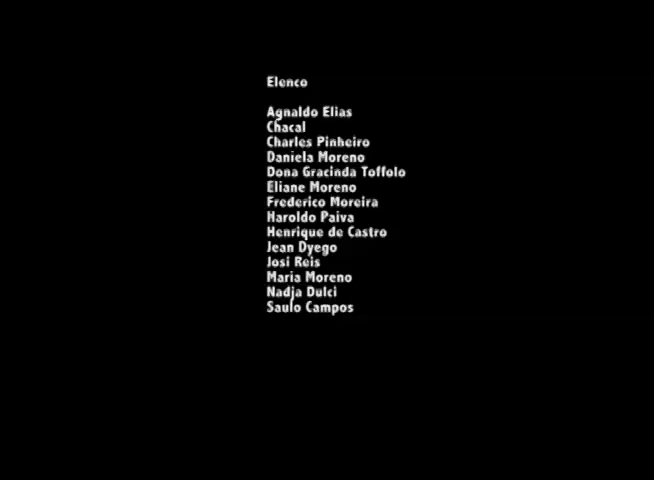 Elenco
Agnaldo Elias
Chacal
Charles Pinheiro
Daniela Moreno
Dona Gracinda Toffolo
Eliane Moreno
Frederico Moreira
Haroldo Paiva
Henrique de Castro
Jean Dyego
Josi Reis
Maria Moreno
Nadja Dulci
Saulo Campos